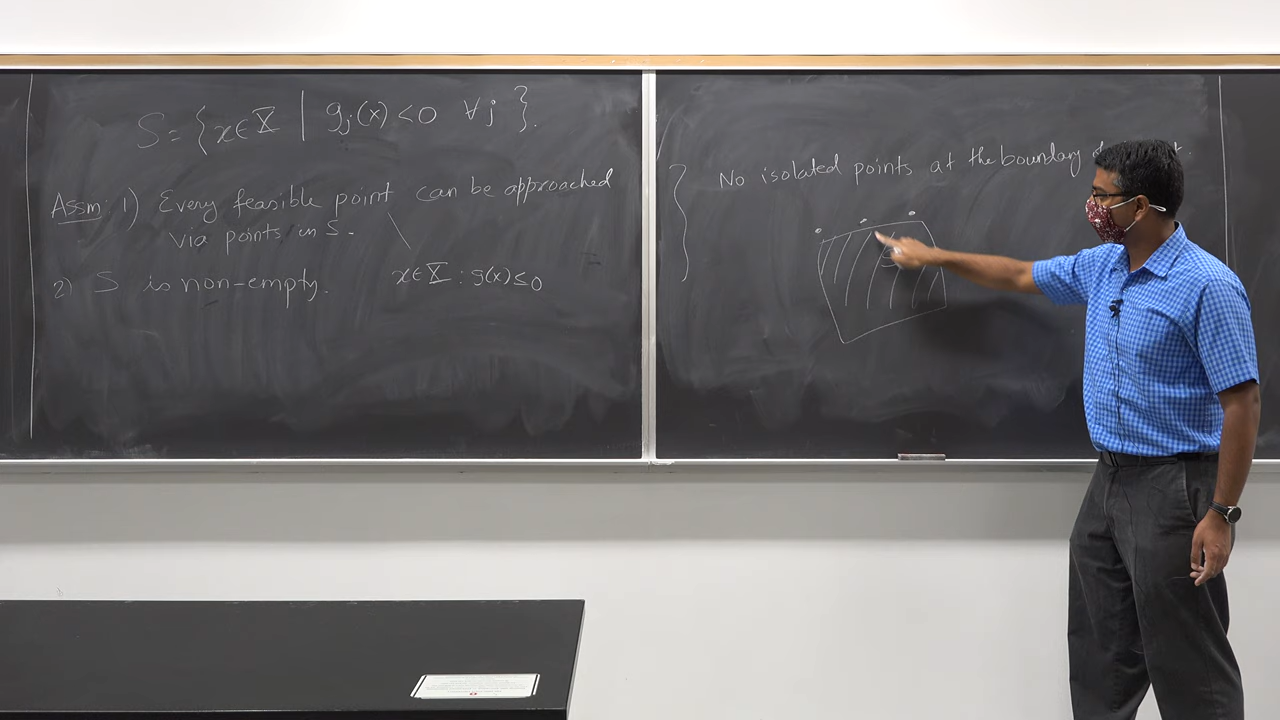 S = { x ∈ X | gⱼ(x) < 0 ∀ j }.
Assm: 1) Every feasible point can be approached
via points in S.
2) S is non-empty.
x ∈ X : g(x) ≤ 0
No isolated points at the boundary